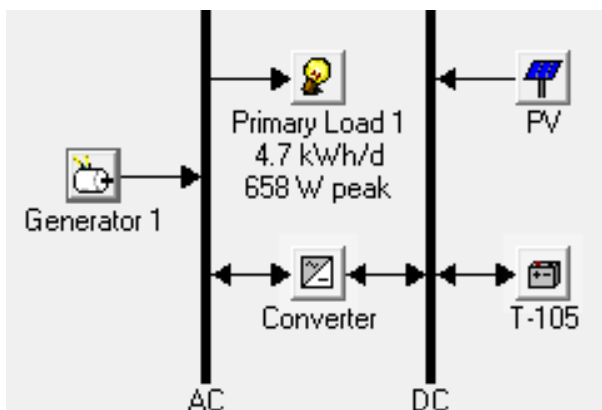 Primary Load 1
4.7 kWh/d
658 W peak
PV
Generator 1
Converter
T-105
AC
DC